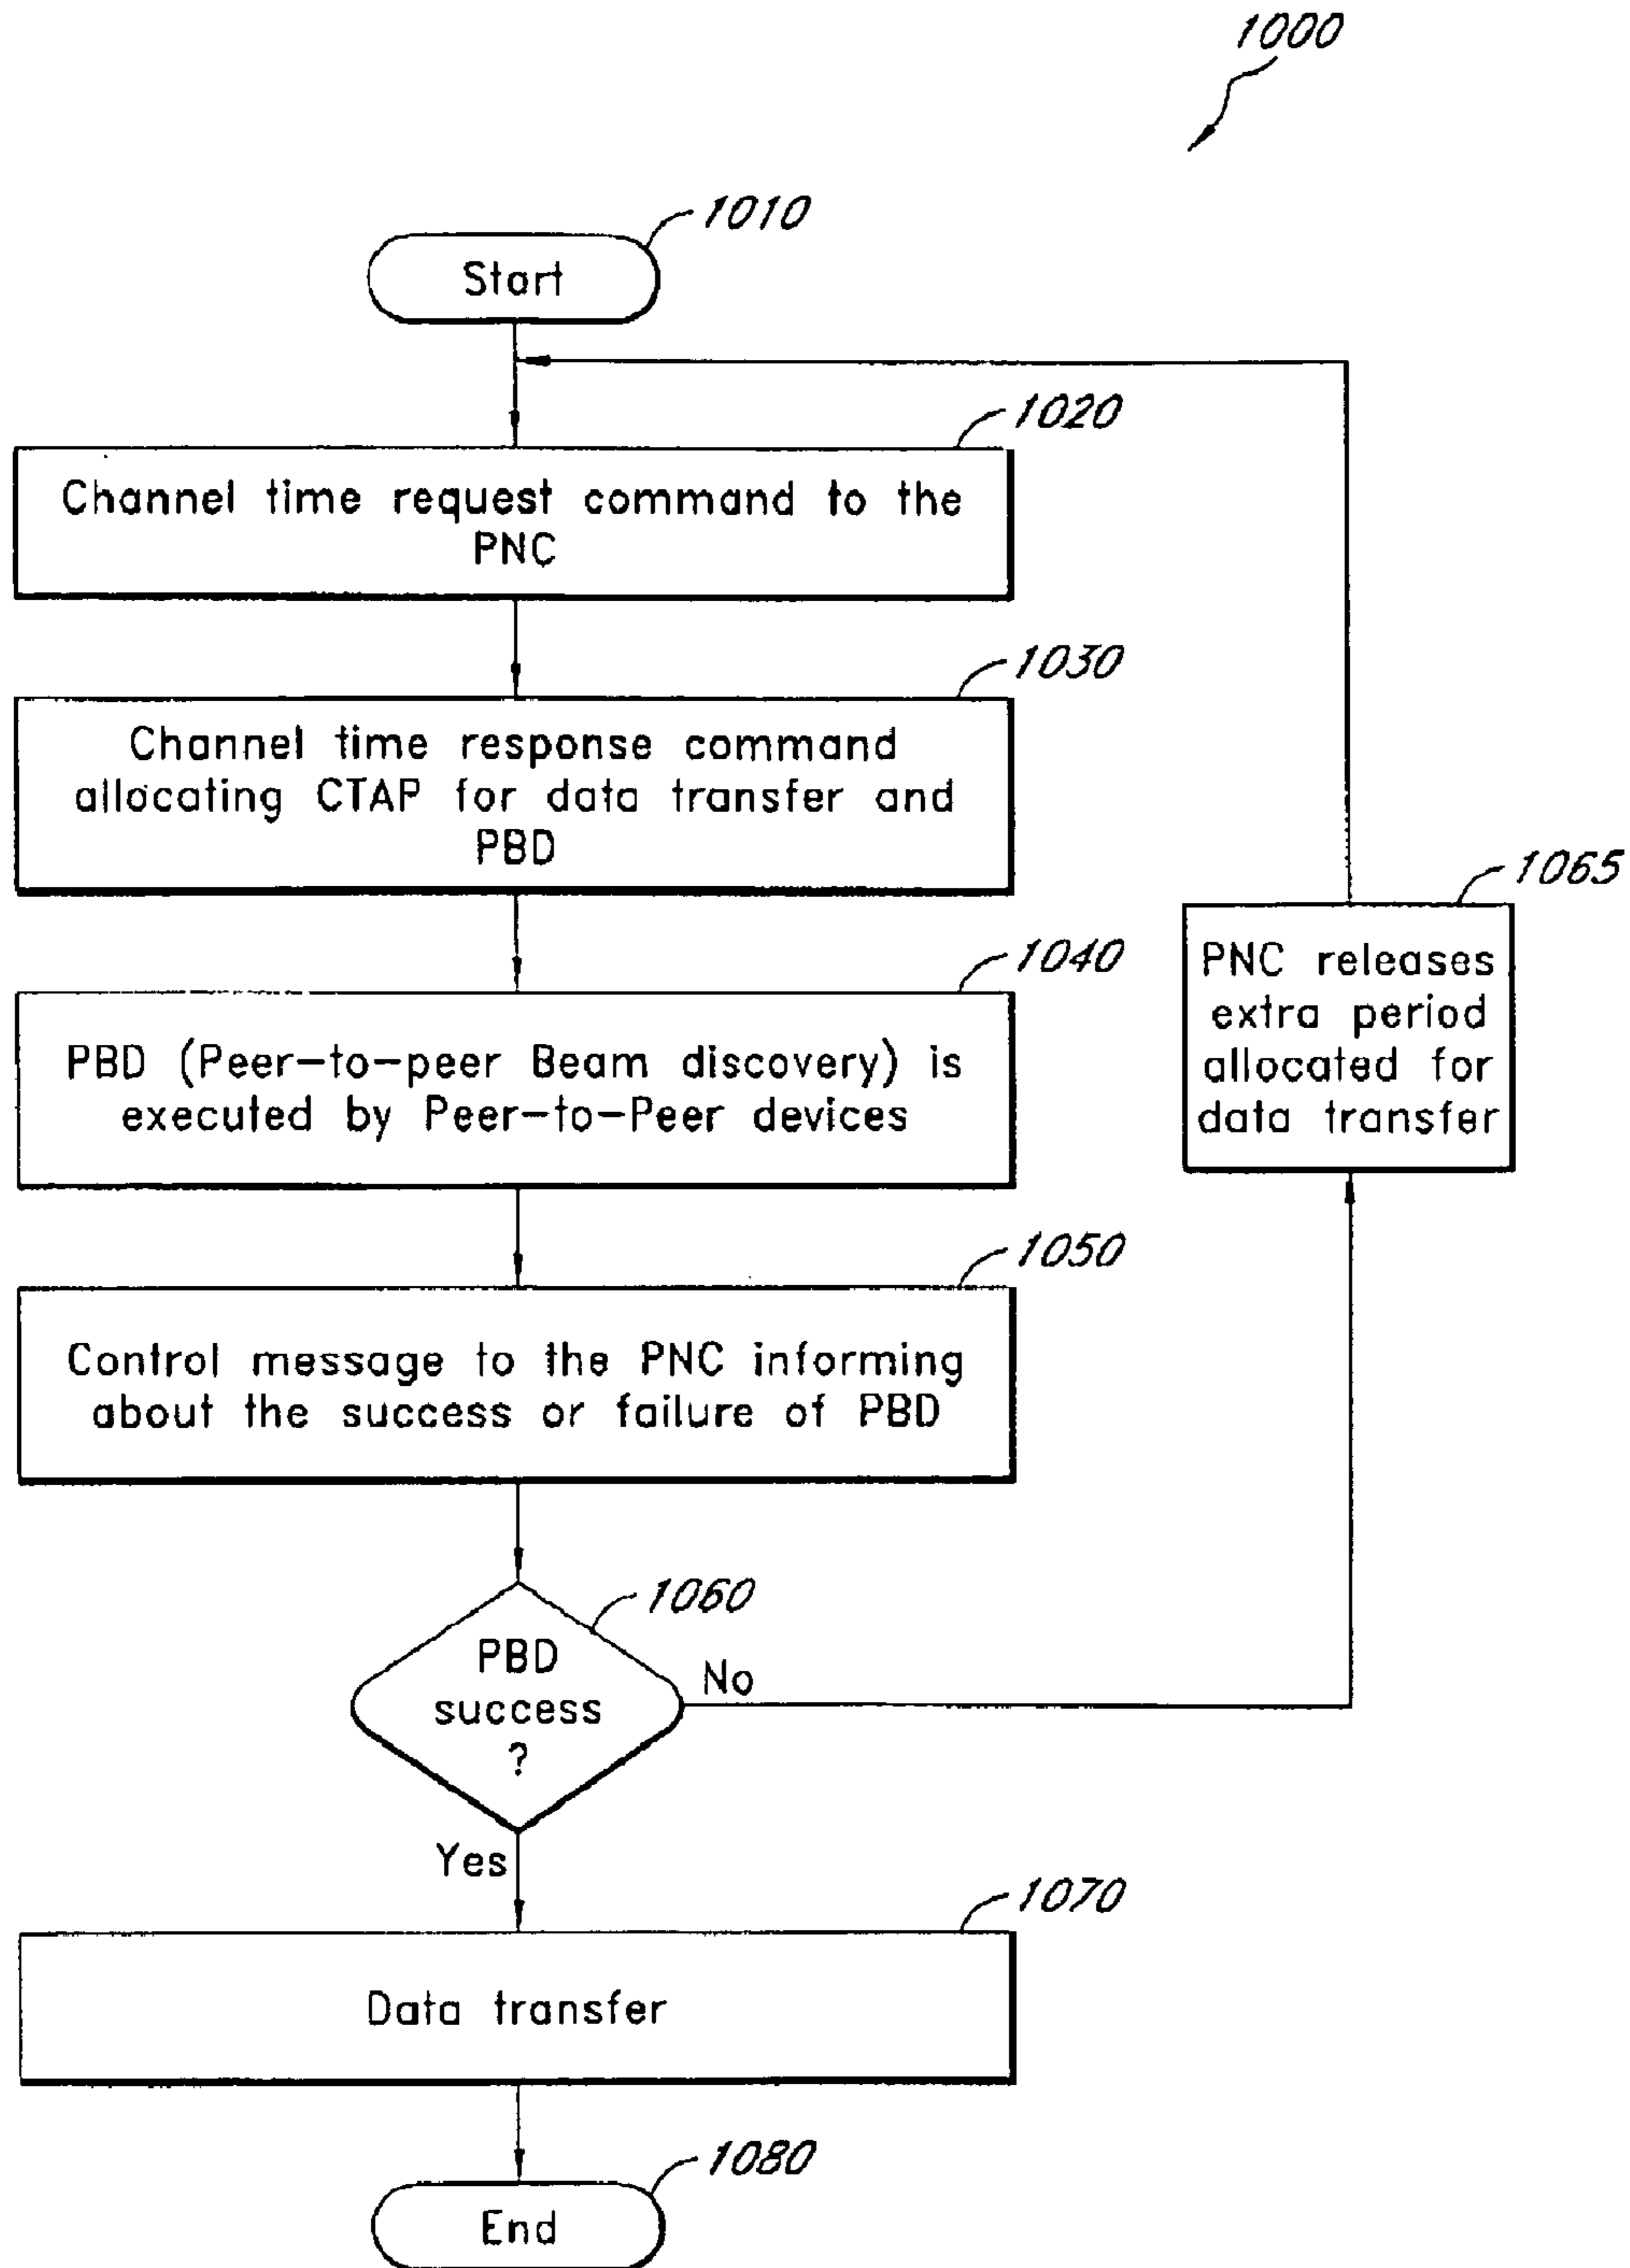 1000
1010
Start
1020
Channel time request command to the
PNC
1030
Channel time response command
allocating CTAP for data transfer and
PBD
1065
PNC releases
extra period
allocated for
data transfer
1040
PBD (Peer-to-peer Beam discovery) is
executed by Peer-to-Peer devices
1050
Control message to the PNC informing
about the success or failure of PBD
1060
PBD
success
?
No
Yes
1070
Data transfer
1080
End